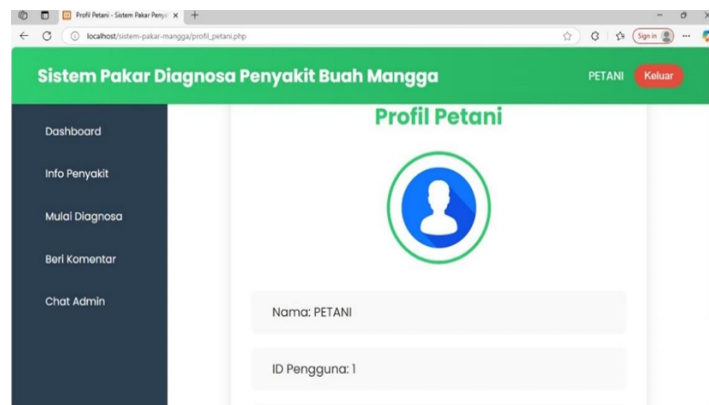 Profil Petani - Sistem Pakar Penya
localhost/sistem-pakar-mangga/profil_petani.php
Sign in
Sistem Pakar Diagnosa Penyakit Buah Mangga
PETANI
Keluar
Dashboard
Info Penyakit
Mulai Diagnosa
Beri Komentar
Chat Admin
Profil Petani
Nama: PETANI
ID Pengguna: 1